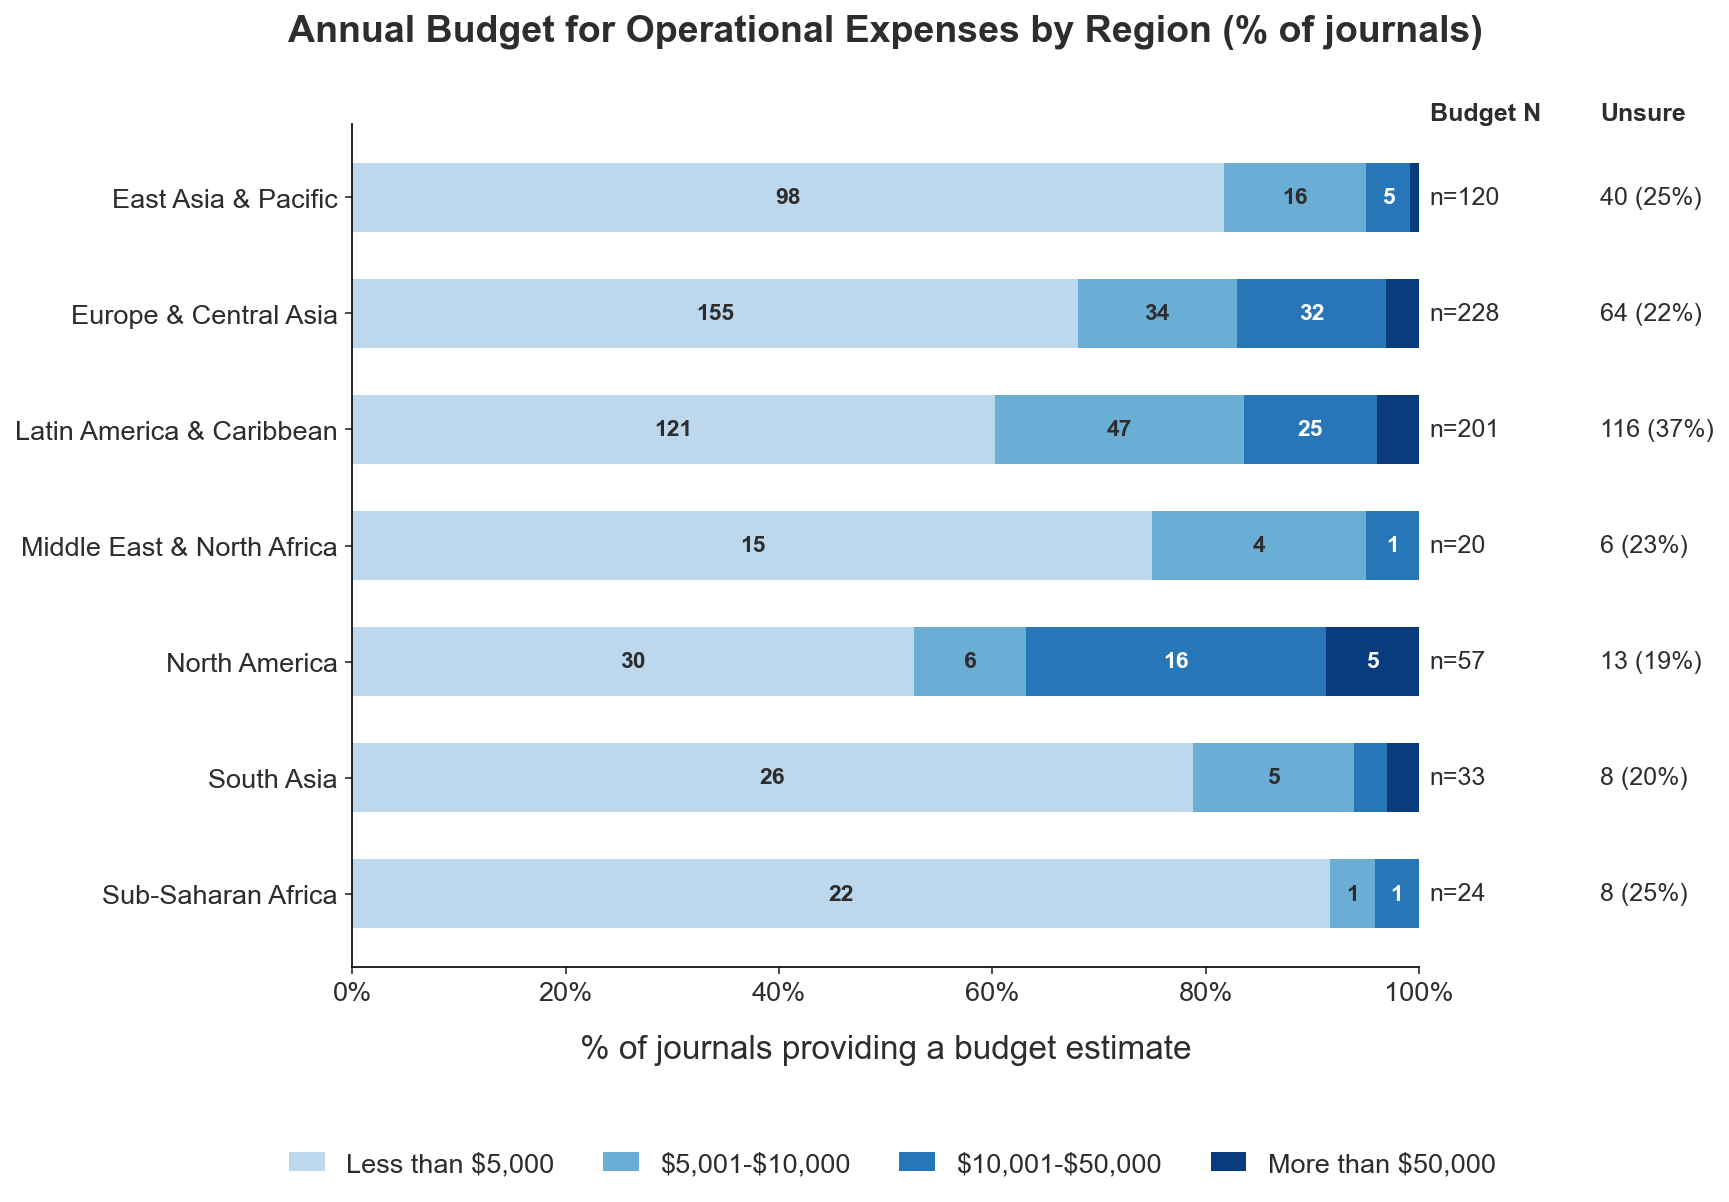 Annual Budget for Operational Expenses by Region (% of journals)
Budget N Unsure
East Asia & Pacific 98 16 5 n=120 40 (25%)
Europe & Central Asia 155 34 32 n=228 64 (22%)
Latin America & Caribbean 121 47 25 n=201 116 (37%)
Middle East & North Africa 15 4 1 n=20 6 (23%)
North America 30 6 16 5 n=57 13 (19%)
South Asia 26 5 n=33 8 (20%)
Sub-Saharan Africa 22 1 1 n=24 8 (25%)
0% 20% 40% 60% 80% 100%
% of journals providing a budget estimate
Less than $5,000 $5,001-$10,000 $10,001-$50,000 More than $50,000